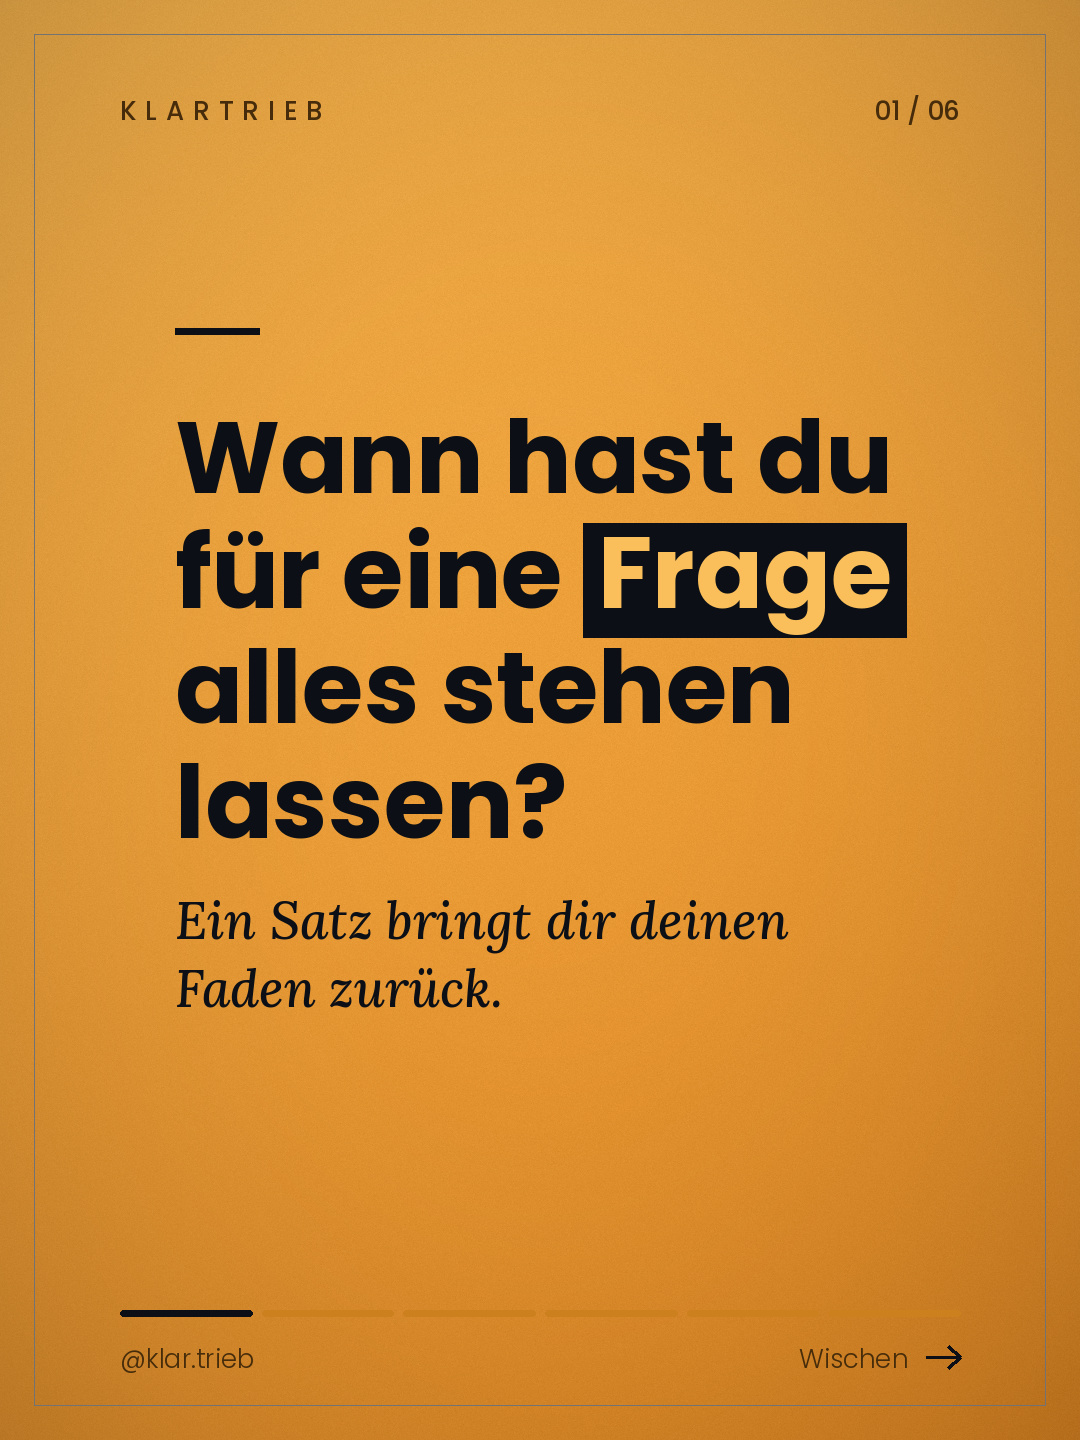 KLARTRIEB
01 / 06
Wann hast du
für eine Frage
alles stehen
lassen?
Ein Satz bringt dir deinen
Faden zurück.
@klar.trieb
Wischen →